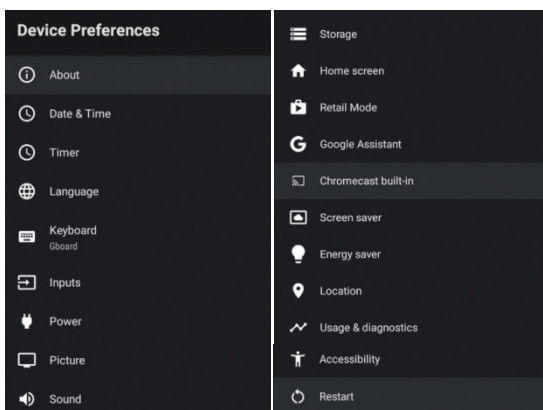 Device Preferences
About
Date & Time
Timer
Language
Keyboard
Gboard
Inputs
Power
Picture
Sound
Storage
Home screen
Retail Mode
Google Assistant
Chromecast built-in
Screen saver
Energy saver
Location
Usage & diagnostics
Accessibility
Restart